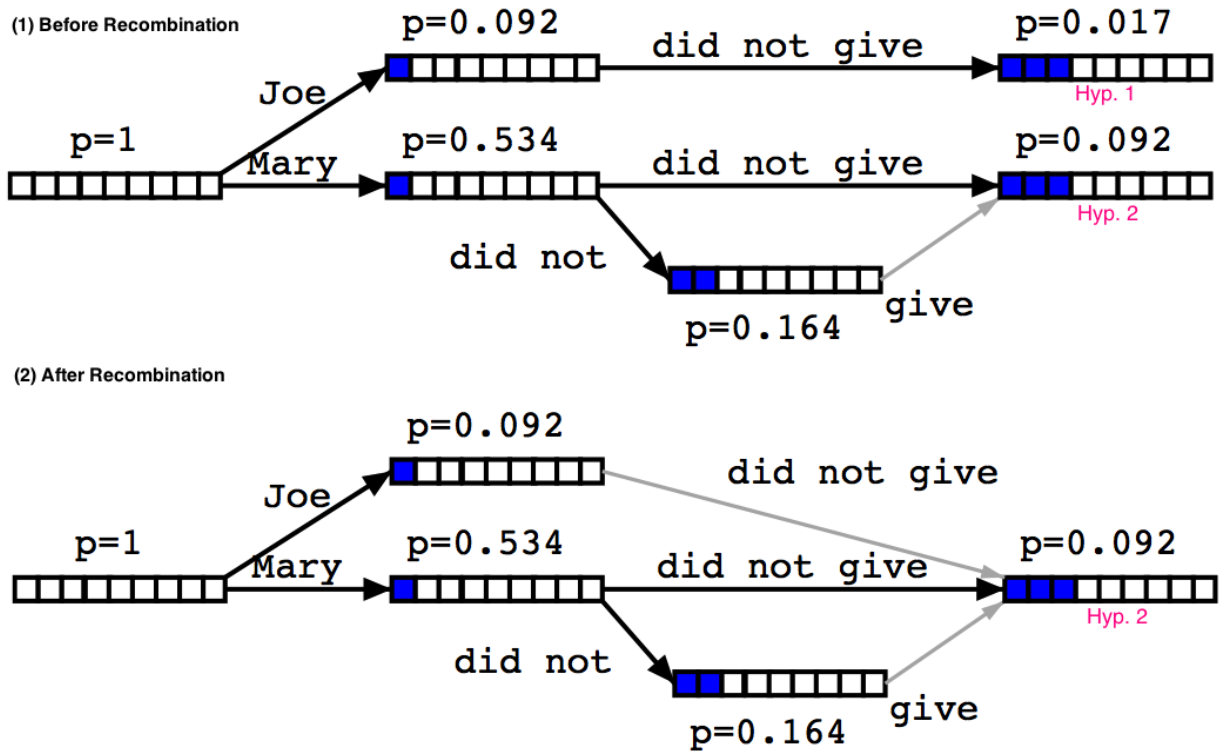 (1) Before Recombination
p=0.092
did not give
p=0.017
Joe
Hyp. 1
p=1
Mary
p=0.534
did not give
p=0.092
Hyp. 2
did not
give
p=0.164
(2) After Recombination
p=0.092
did not give
Joe
p=1
Mary
p=0.534
did not give
p=0.092
Hyp. 2
did not
give
p=0.164